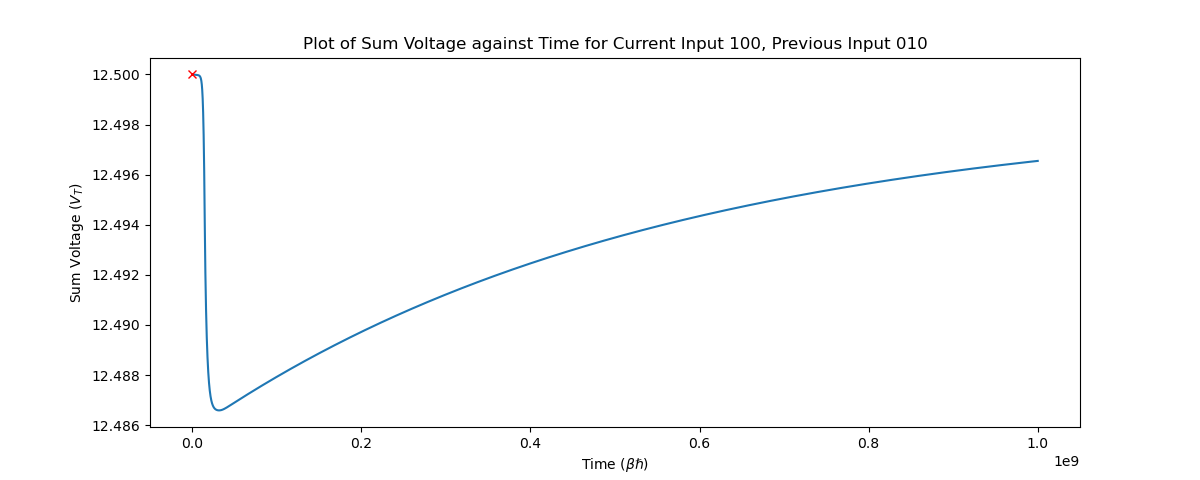 Plot of Sum Voltage against Time for Current Input 100, Previous Input 010
12.500
12.498
12.496
12.494
12.492
12.490
12.488
12.486
Sum Voltage (V_T)
0.0 0.2 0.4 0.6 0.8 1.0
1e9
Time (βℏ)